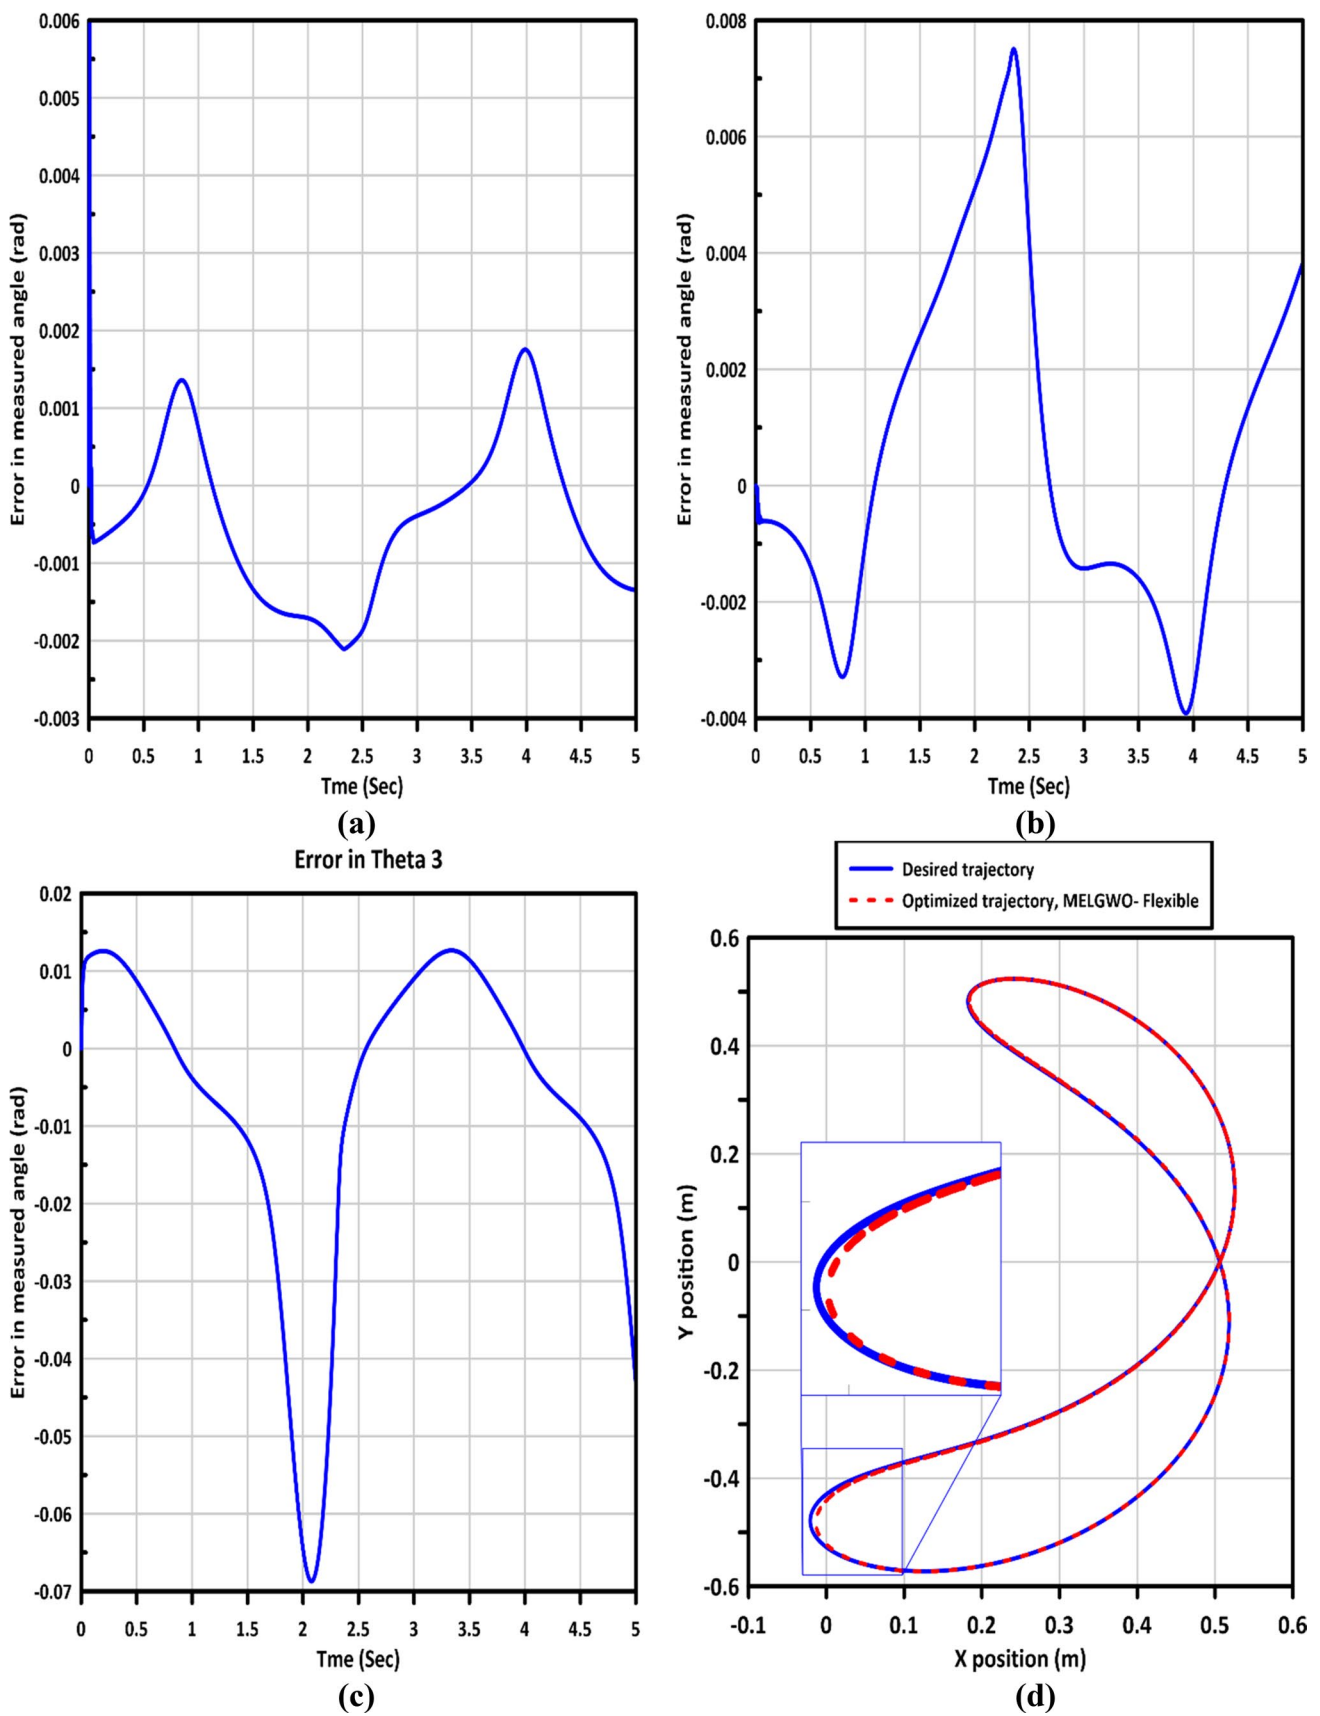 0.006
0.005
0.004
0.003
0.002
0.001
0
-0.001
-0.002
-0.003
Error in measured angle (rad)
0 0.5 1 1.5 2 2.5 3 3.5 4 4.5 5
Tme (Sec)
(a)
0.008
0.006
0.004
0.002
0
-0.002
-0.004
Error in measured angle (rad)
0 0.5 1 1.5 2 2.5 3 3.5 4 4.5 5
Tme (Sec)
(b)
Error in Theta 3
0.02
0.01
0
-0.01
-0.02
-0.03
-0.04
-0.05
-0.06
-0.07
Error in measured angle (rad)
0 0.5 1 1.5 2 2.5 3 3.5 4 4.5 5
Tme (Sec)
(c)
Desired trajectory
Optimized trajectory, MELGWO- Flexible
0.6
0.4
0.2
0
-0.2
-0.4
-0.6
Y position (m)
-0.1 0 0.1 0.2 0.3 0.4 0.5 0.6
X position (m)
(d)